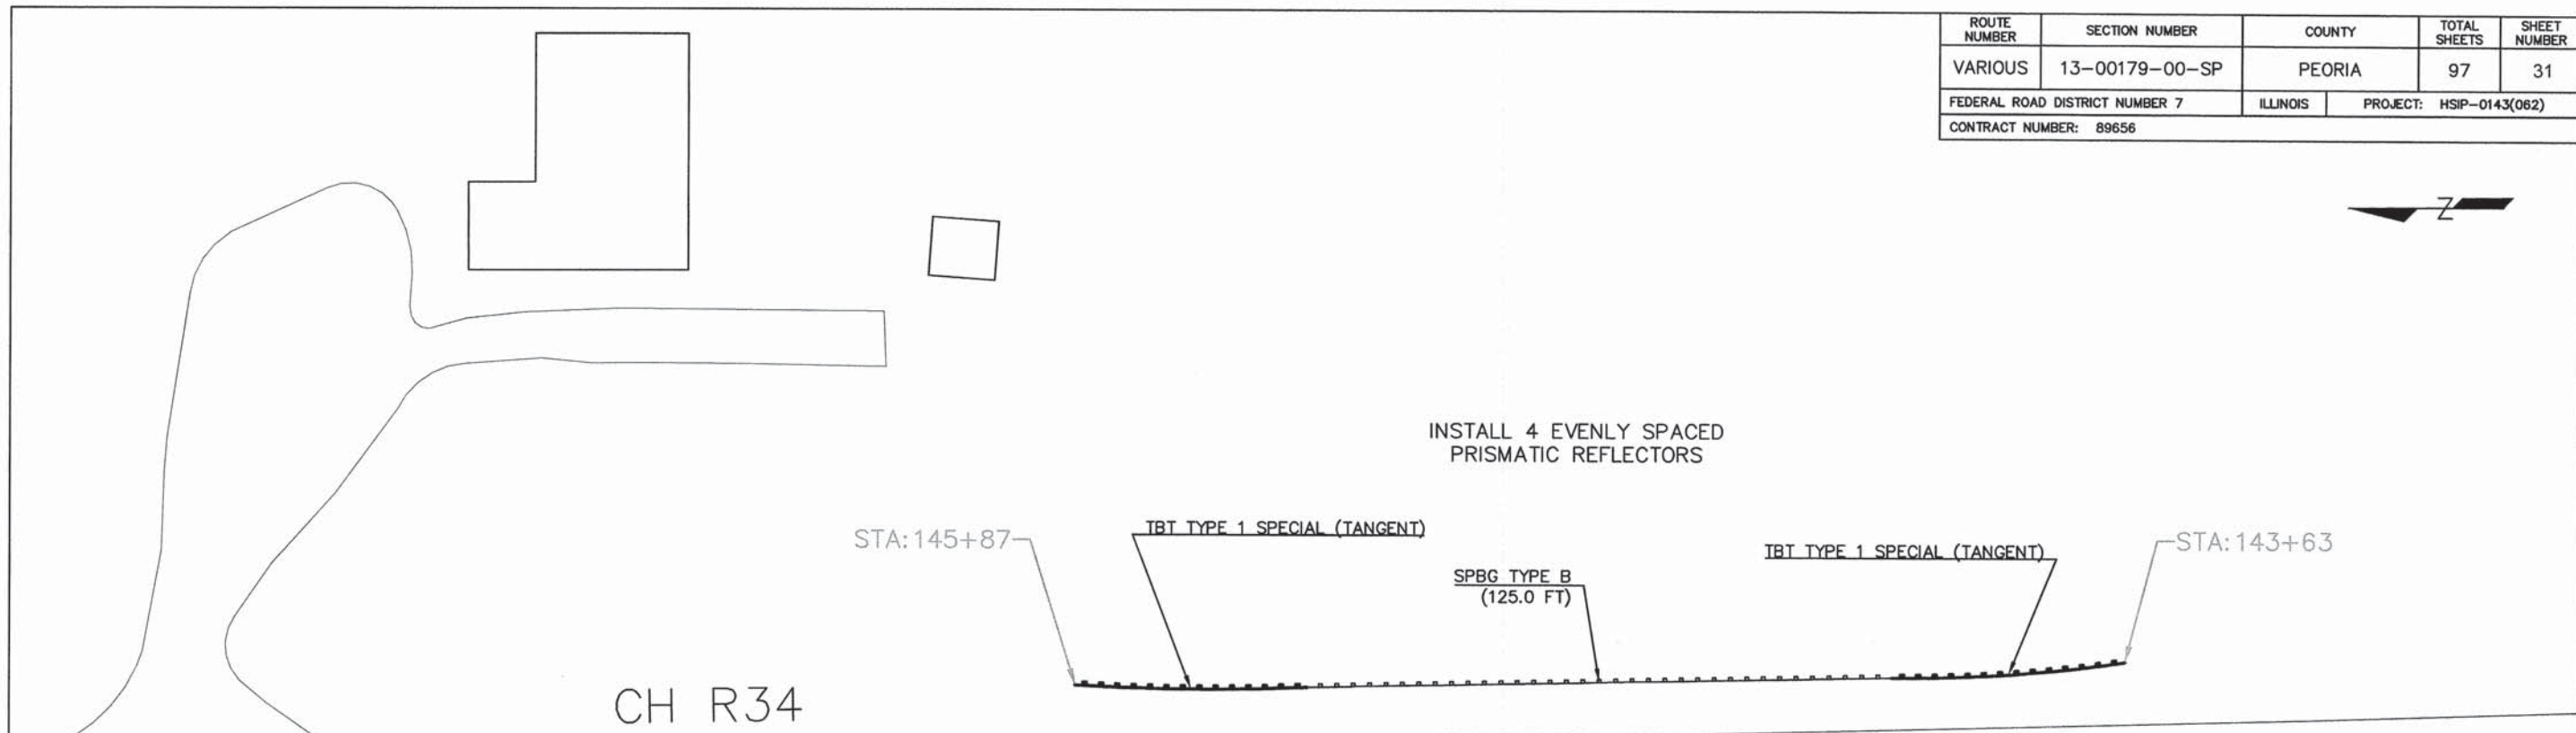 ROUTE NUMBER SECTION NUMBER COUNTY TOTAL SHEETS SHEET NUMBER
VARIOUS 13-00179-00-SP PEORIA 97 31
FEDERAL ROAD DISTRICT NUMBER 7 ILLINOIS PROJECT: HSIP-0143(062)
CONTRACT NUMBER: 89656
Z
INSTALL 4 EVENLY SPACED
PRISMATIC REFLECTORS
STA:145+87
TBT TYPE 1 SPECIAL (TANGENT)
SPBG TYPE B
(125.0 FT)
TBT TYPE 1 SPECIAL (TANGENT)
STA:143+63
CH R34